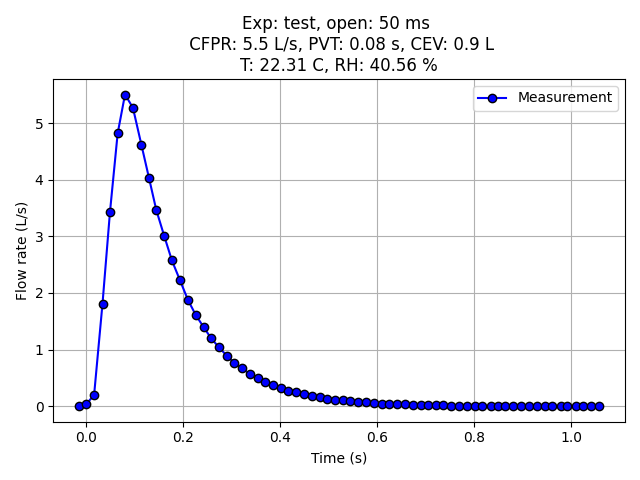 Exp: test, open: 50 ms
CFPR: 5.5 L/s, PVT: 0.08 s, CEV: 0.9 L
T: 22.31 C, RH: 40.56 %
Measurement
Flow rate (L/s)
5
4
3
2
1
0
0.0 0.2 0.4 0.6 0.8 1.0
Time (s)